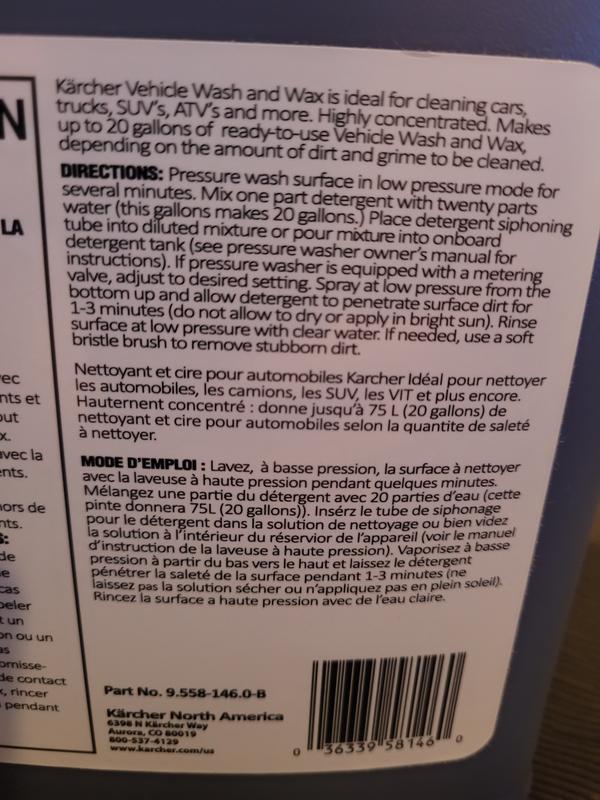 N
LA
Kärcher Vehicle Wash and Wax is ideal for cleaning cars,
trucks, SUV's, ATV's and more. Highly concentrated. Makes
up to 20 gallons of ready-to-use Vehicle Wash and Wax,
depending on the amount of dirt and grime to be cleaned.
DIRECTIONS: Pressure wash surface in low pressure mode for
several minutes. Mix one part detergent with twenty parts
water (this gallons makes 20 gallons.) Place detergent siphoning
tube into diluted mixture or pour mixture into onboard
detergent tank (see pressure washer owner's manual for
instructions). If pressure washer is equipped with a metering
valve, adjust to desired setting. Spray at low pressure from the
bottom up and allow detergent to penetrate surface dirt for
1-3 minutes (do not allow to dry or apply in bright sun). Rinse
surface at low pressure with clear water. If needed, use a soft
bristle brush to remove stubborn dirt.
Nettoyant et cire pour automobiles Karcher Idéal pour nettoyer
les automobiles, les camions, les SUV, les VIT et plus encore.
Hauternent concentré : donne jusqu'à 75 L (20 gallons) de
nettoyant et cire pour automobiles selon la quantite de saleté
à nettoyer.
MODE D'EMPLOI : Lavez, à basse pression, la surface à nettoyer
avec la laveuse à haute pression pendant quelques minutes.
Mélangez une partie du détergent avec 20 parties d'eau (cette
pinte donnera 75L (20 gallons)). Insérz le tube de siphonage
pour le détergent dans la solution de nettoyage ou bien videz
la solution à l'intérieur du réservior de l'appareil (voir le manuel
d'instruction de la laveuse à haute pression). Vaporisez à basse
pression à partir du bas vers le haut et laissez le détergent
pénétrer la saleté de la surface pendant 1-3 minutes (ne
laissez pas la solution sécher ou n'appliquez pas en plein soleil).
Rincez la surface a haute pression avec de l'eau claire.
vec
nts et
out
x.
avec la
ents.
hors de
nts.
S:
de
e
cas
peler
t un
on ou un
as
omisse-
de contact
x, rincer
pendant
Part No. 9.558-146.0-B
Kärcher North America
6398 N Kärcher Way
Aurora, CO 80019
800-537-4129
www.karcher.com/us
0 36339 58146 0